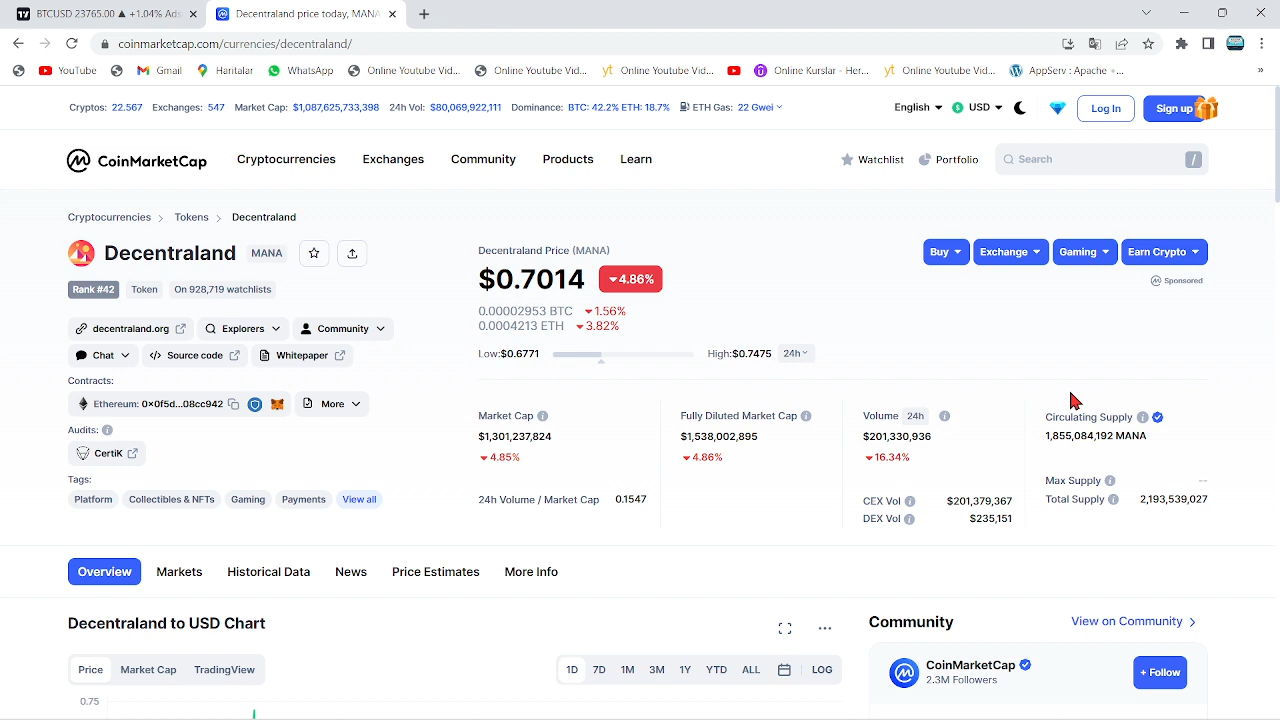 BTCUSD 23765.00 ▲ +1.04% Ads
Decentraland price today, MANA
coinmarketcap.com/currencies/decentraland/
YouTube Gmail Haritalar WhatsApp Online Youtube Vid... Online Youtube Vid... Online Youtube Vid... Online Kurslar - Her... Online Youtube Vid... AppServ : Apache +... »
Cryptos: 22.567 Exchanges: 547 Market Cap: $1,087,625,733,398 24h Vol: $80,069,922,111 Dominance: BTC: 42.2% ETH: 18.7% ETH Gas: 22 Gwei
English USD Log In Sign up
CoinMarketCap Cryptocurrencies Exchanges Community Products Learn Watchlist Portfolio Search /
Cryptocurrencies > Tokens > Decentraland
Decentraland MANA
Rank #42 Token On 928,719 watchlists
decentraland.org Explorers Community
Chat Source code Whitepaper
Contracts:
Ethereum: 0x0f5d...08cc942 More
Audits:
CertiK
Tags:
Platform Collectibles & NFTs Gaming Payments View all
Decentraland Price (MANA)
$0.7014 ▾4.86%
0.00002953 BTC ▾1.56%
0.0004213 ETH ▾3.82%
Low:$0.6771 High:$0.7475 24h
Buy Exchange Gaming Earn Crypto
Sponsored
Market Cap
$1,301,237,824
▾4.85%
24h Volume / Market Cap 0.1547
Fully Diluted Market Cap
$1,538,002,895
▾4.86%
Volume 24h
$201,330,936
▾16.34%
CEX Vol $201,379,367
DEX Vol $235,151
Circulating Supply
1,855,084,192 MANA
Max Supply --
Total Supply 2,193,539,027
Overview Markets Historical Data News Price Estimates More Info
Decentraland to USD Chart
Price Market Cap TradingView 1D 7D 1M 3M 1Y YTD ALL LOG
0.75
Community View on Community >
CoinMarketCap
2.3M Followers
+ Follow